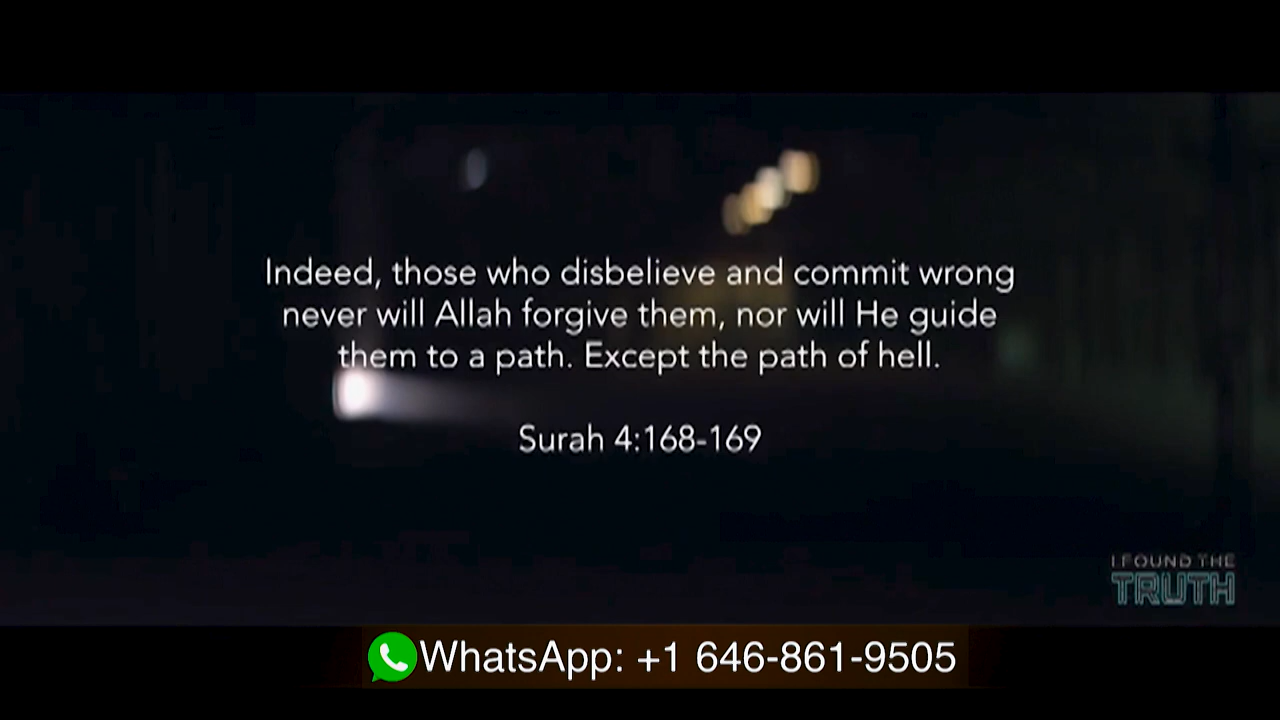 Indeed, those who disbelieve and commit wrong
never will Allah forgive them, nor will He guide
them to a path. Except the path of hell.
Surah 4:168-169
I FOUND THE
TRUTH
WhatsApp: +1 646-861-9505